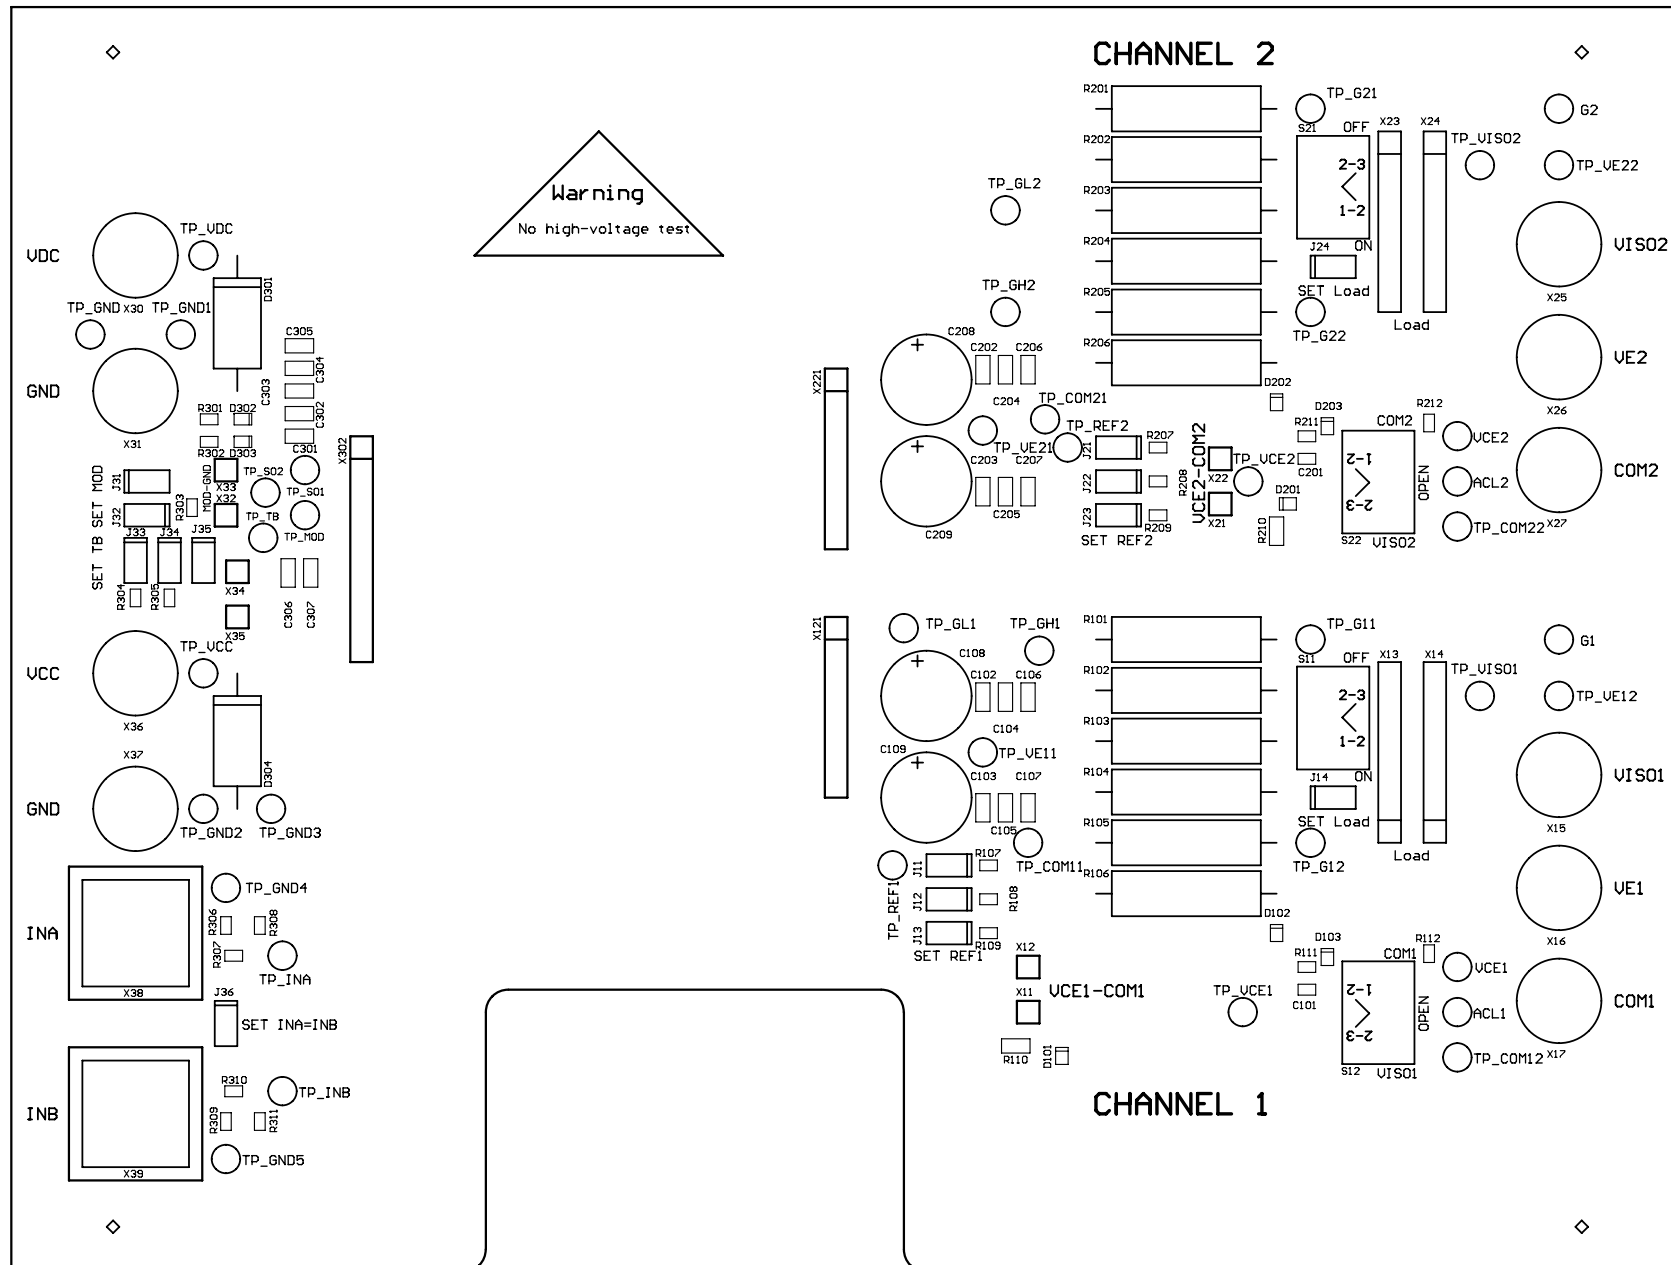 CHANNEL 2
R201
TP_G21
G2
S21
OFF
X23
X24
R202
2-3
TP_VISO2
TP_VE22
Warning
TP_GL2
R203
1-2
No high-voltage test
TP_VDC
VDC
R204
J24
ON
VISO2
D301
TP_GH2
R205
SET Load
X25
TP_GND
X30
TP_GND1
Load
C305
C208
TP_G22
C202
C206
R206
VE2
C304
X221
D202
GND
C303
C204
TP_COM21
R301
D302
C302
D203
R212
X26
X31
TP_REF2
R211
COM2
VCE2
R302
D303
C301
X302
TP_VE21
J21
R207
VCE2-COM2
TP_VCE2
1-2
C203
C207
C201
X22
COM2
TP_SO2
J31
X33
MOD-GND
TP_SO1
J22
R208
D201
OPEN
ACL2
SET TB
SET MOD
R303
X32
J32
TP_TB
C205
J23
R209
X21
R210
2-3
X27
J33
J34
J35
TP_MOD
C209
SET REF2
S22
VISO2
TP_COM22
R304
R305
X34
C306
C307
X35
X121
TP_GL1
TP_GH1
R101
TP_G11
G1
TP_VCC
C108
S11
OFF
X13
X14
VCC
C102
C106
R102
2-3
TP_VISO1
TP_VE12
X36
C104
R103
1-2
X37
C109
TP_VE11
D304
C103
C107
R104
J14
ON
VISO1
GND
TP_GND2
TP_GND3
C105
R105
SET Load
X15
Load
TP_COM11
TP_G12
J11
R107
R106
TP_GND4
TP_REF1
J12
R108
VE1
R306
R308
D102
INA
J13
R109
X16
R307
SET REF1
X12
R111
D103
COM1
R112
VCE1
TP_INA
X38
J36
X11
VCE1-COM1
TP_VCE1
C101
1-2
COM1
SET INA=INB
OPEN
ACL1
2-3
R110
D101
S12
VISO1
TP_COM12
X17
R310
TP_INB
INB
R309
R311
CHANNEL 1
TP_GND5
X39